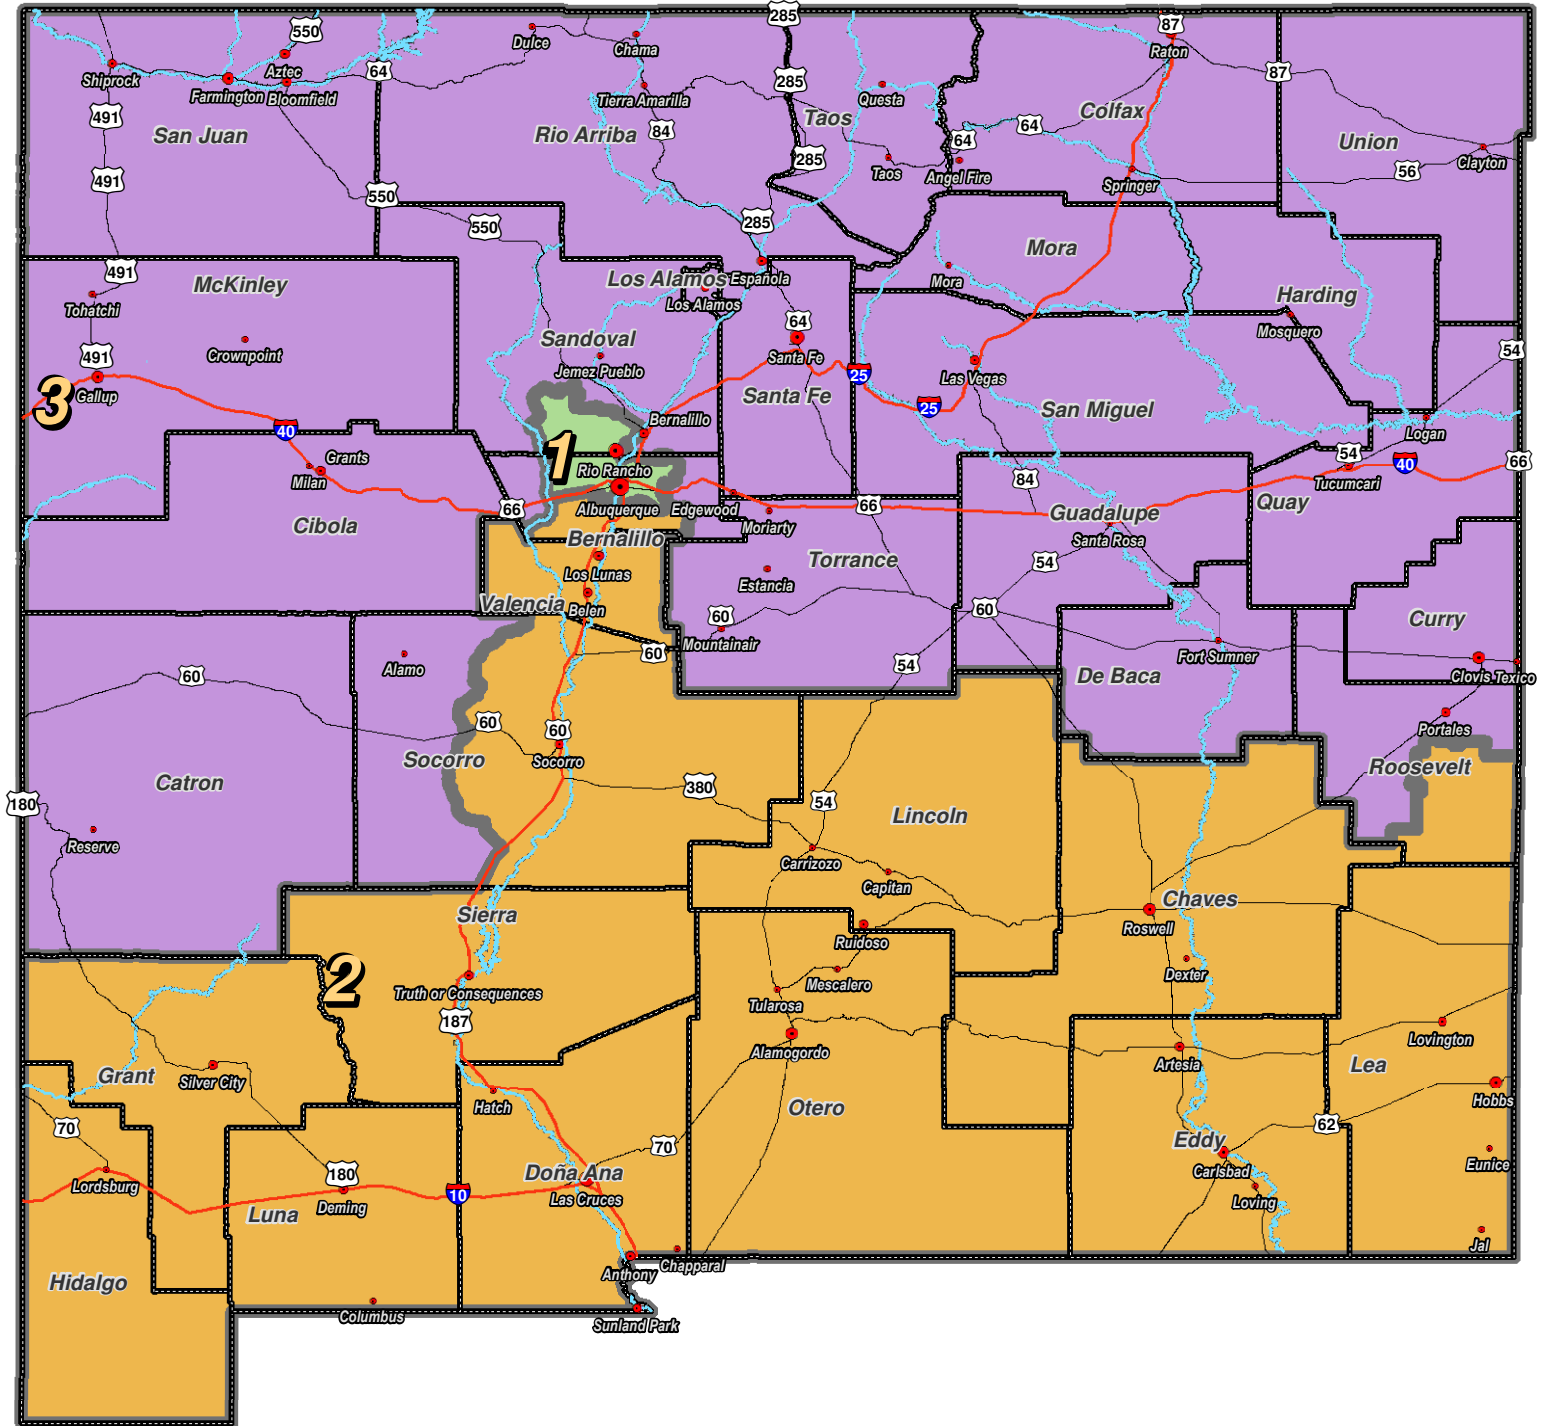 285
87
550
Dulce
Chama
Raton
Shiprock
Aztec
64
285
87
Farmington
Bloomfield
Tierra Amarilla
Questa
491
San Juan
Rio Arriba
84
Taos
Colfax
64
64
Union
285
Taos
Angel Fire
Springer
56
Clayton
491
550
550
285
Mora
491
McKinley
Los Alamos
Española
Mora
Tohatchi
Los Alamos
Harding
64
Mosquero
Sandoval
491
Crownpoint
Santa Fe
54
Jemez Pueblo
25
Las Vegas
3
Gallup
Santa Fe
25
San Miguel
40
Bernalillo
Logan
1
Grants
Rio Rancho
54
40
66
Milan
84
Tucumcari
66
Albuquerque
Edgewood
66
Quay
Cibola
Moriarty
Guadalupe
Bernalillo
Santa Rosa
Torrance
54
Los Lunas
Estancia
Valencia
Belen
60
60
Curry
Mountainair
60
Alamo
54
Fort Sumner
60
De Baca
Clovis
Texico
60
60
Portales
Socorro
Socorro
Roosevelt
Catron
380
54
180
Lincoln
Reserve
Carrizozo
Capitan
Chaves
Sierra
Roswell
Ruidoso
2
Dexter
Truth or Consequences
Mescalero
Tularosa
187
Alamogordo
Lovington
Artesia
Lea
Grant
Silver City
Hatch
Otero
Hobbs
70
62
70
Eddy
Eunice
180
Doña Ana
Carlsbad
Lordsburg
10
Las Cruces
Loving
Luna
Deming
Jal
Hidalgo
Anthony
Chapparal
Columbus
Sunland Park